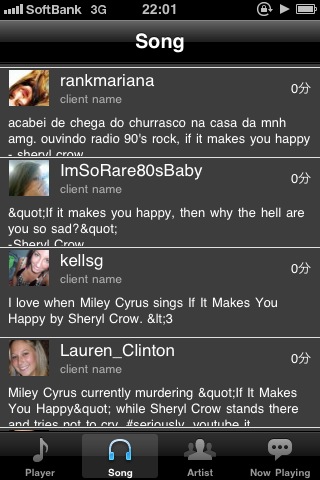 SoftBank 3G 22:01
Song
rankmariana
0分
client name
acabei de chega do churrasco na casa da mnh
amg. ouvindo radio 90's rock, if it makes you happy
- sheryl crow
ImSoRare80sBaby
0分
client name
&quot;If it makes you happy, then why the hell are
you so sad?&quot;
-Sheryl Crow
kellsg
0分
client name
I love when Miley Cyrus sings If It Makes You
Happy by Sheryl Crow. &lt;3
Lauren_Clinton
0分
client name
Miley Cyrus currently murdering &quot;If It Makes
You Happy&quot; while Sheryl Crow stands there
and tries not to cry. #seriously, youtube it
Player
Song
Artist
Now Playing